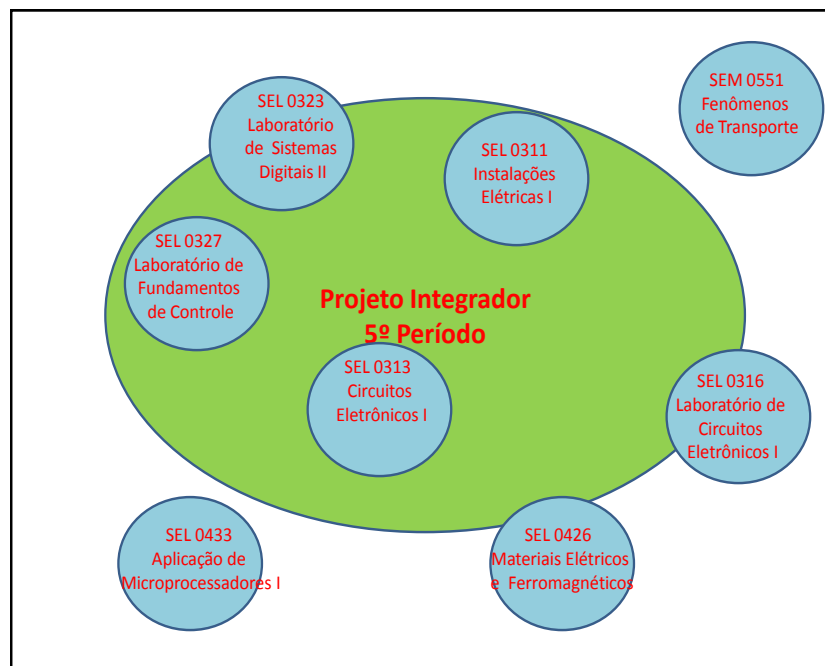 SEM 0551
Fenômenos
de Transporte
SEL 0323
Laboratório
de Sistemas
Digitais II
SEL 0311
Instalações
Elétricas I
SEL 0327
Laboratório de
Fundamentos
de Controle
Projeto Integrador
5º Período
SEL 0313
Circuitos
Eletrônicos I
SEL 0316
Laboratório de
Circuitos
Eletrônicos I
SEL 0433
Aplicação de
Microprocessadores I
SEL 0426
Materiais Elétricos
e Ferromagnéticos